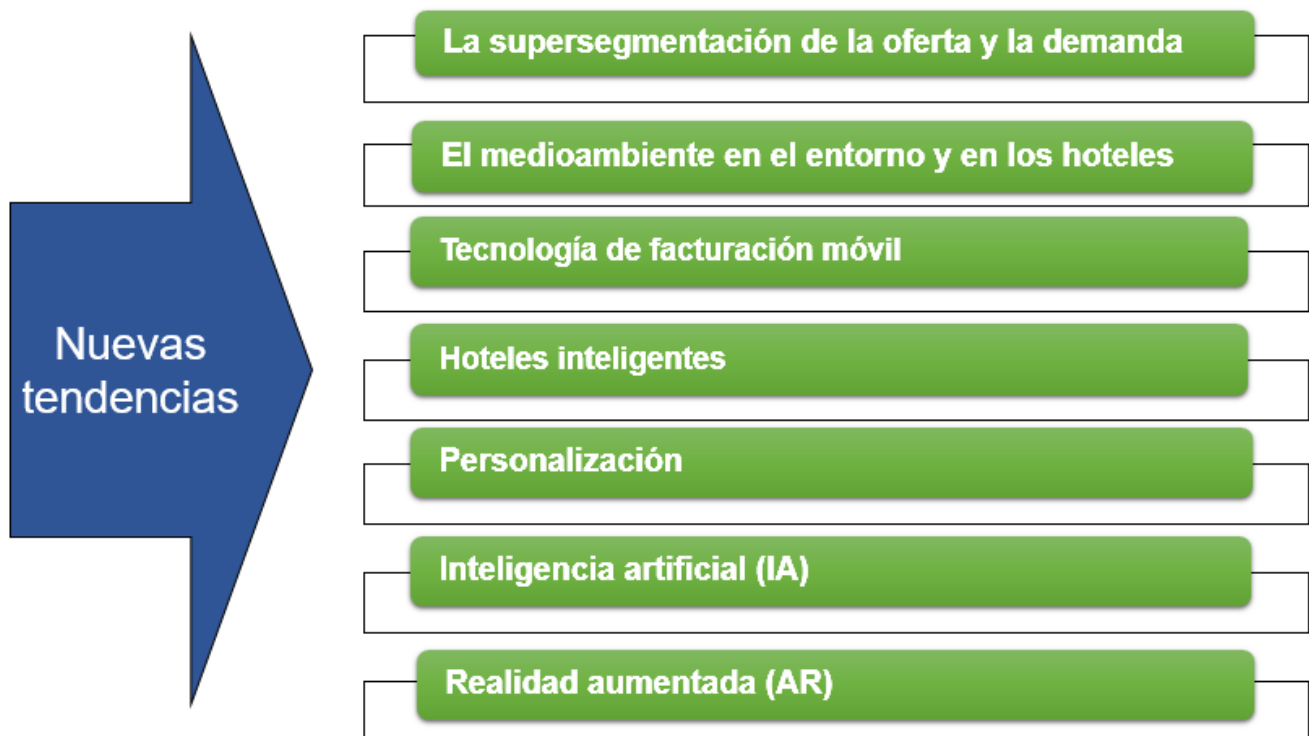 Nuevas
tendencias
La supersegmentación de la oferta y la demanda
El medioambiente en el entorno y en los hoteles
Tecnología de facturación móvil
Hoteles inteligentes
Personalización
Inteligencia artificial (IA)
Realidad aumentada (AR)